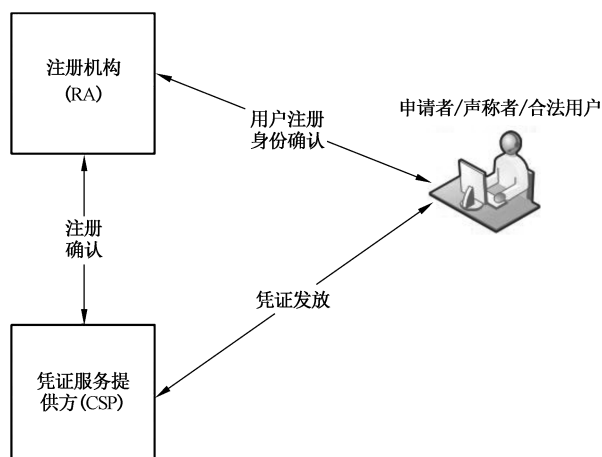 注册机构
(RA)
申请者/声称者/合法用户
用户注册
身份确认
注册
确认
凭证发放
凭证服务提
供方(CSP)